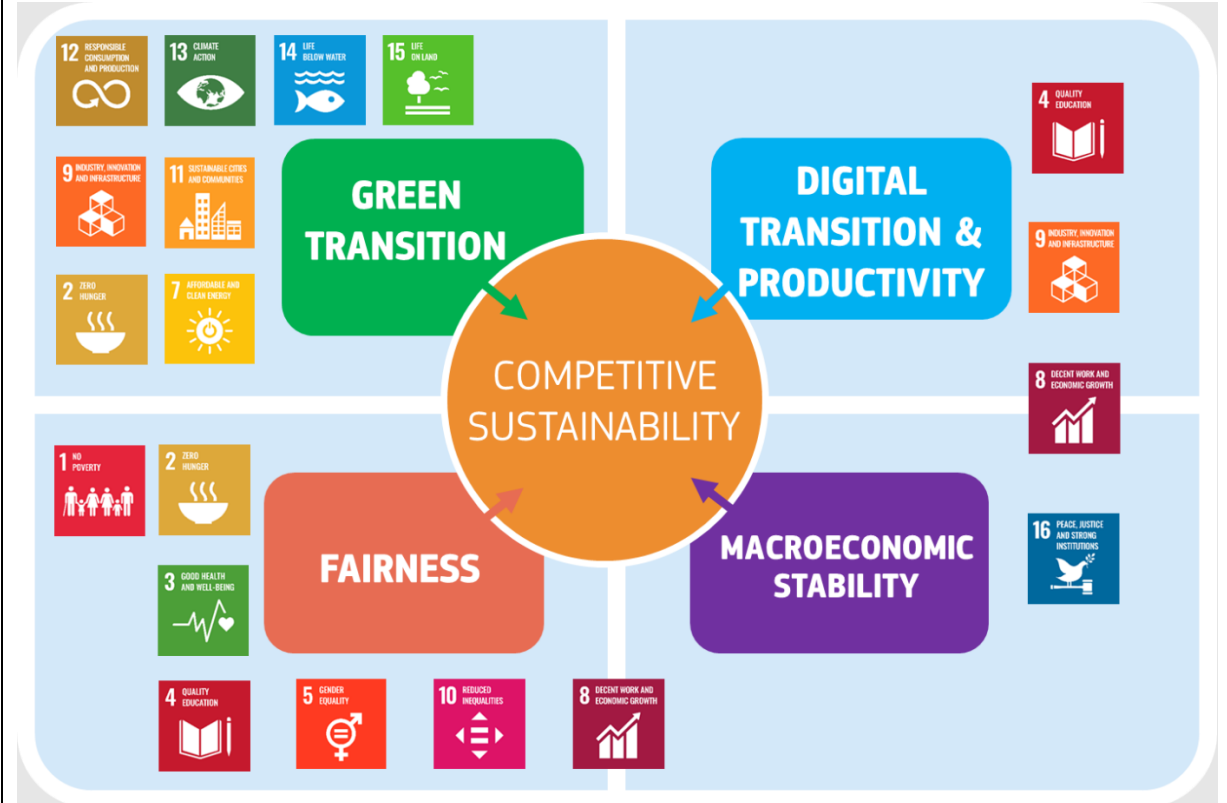 12 RESPONSIBLE
CONSUMPTION
AND PRODUCTION
13 CLIMATE
ACTION
14 LIFE
BELOW WATER
15 LIFE
ON LAND
9 INDUSTRY, INNOVATION
AND INFRASTRUCTURE
11 SUSTAINABLE CITIES
AND COMMUNITIES
2 ZERO
HUNGER
7 AFFORDABLE AND
CLEAN ENERGY
GREEN
TRANSITION
DIGITAL
TRANSITION &
PRODUCTIVITY
4 QUALITY
EDUCATION
9 INDUSTRY, INNOVATION
AND INFRASTRUCTURE
8 DECENT WORK AND
ECONOMIC GROWTH
COMPETITIVE
SUSTAINABILITY
1 NO
POVERTY
2 ZERO
HUNGER
3 GOOD HEALTH
AND WELL-BEING
FAIRNESS
4 QUALITY
EDUCATION
5 GENDER
EQUALITY
10 REDUCED
INEQUALITIES
8 DECENT WORK AND
ECONOMIC GROWTH
MACROECONOMIC
STABILITY
16 PEACE, JUSTICE
AND STRONG
INSTITUTIONS